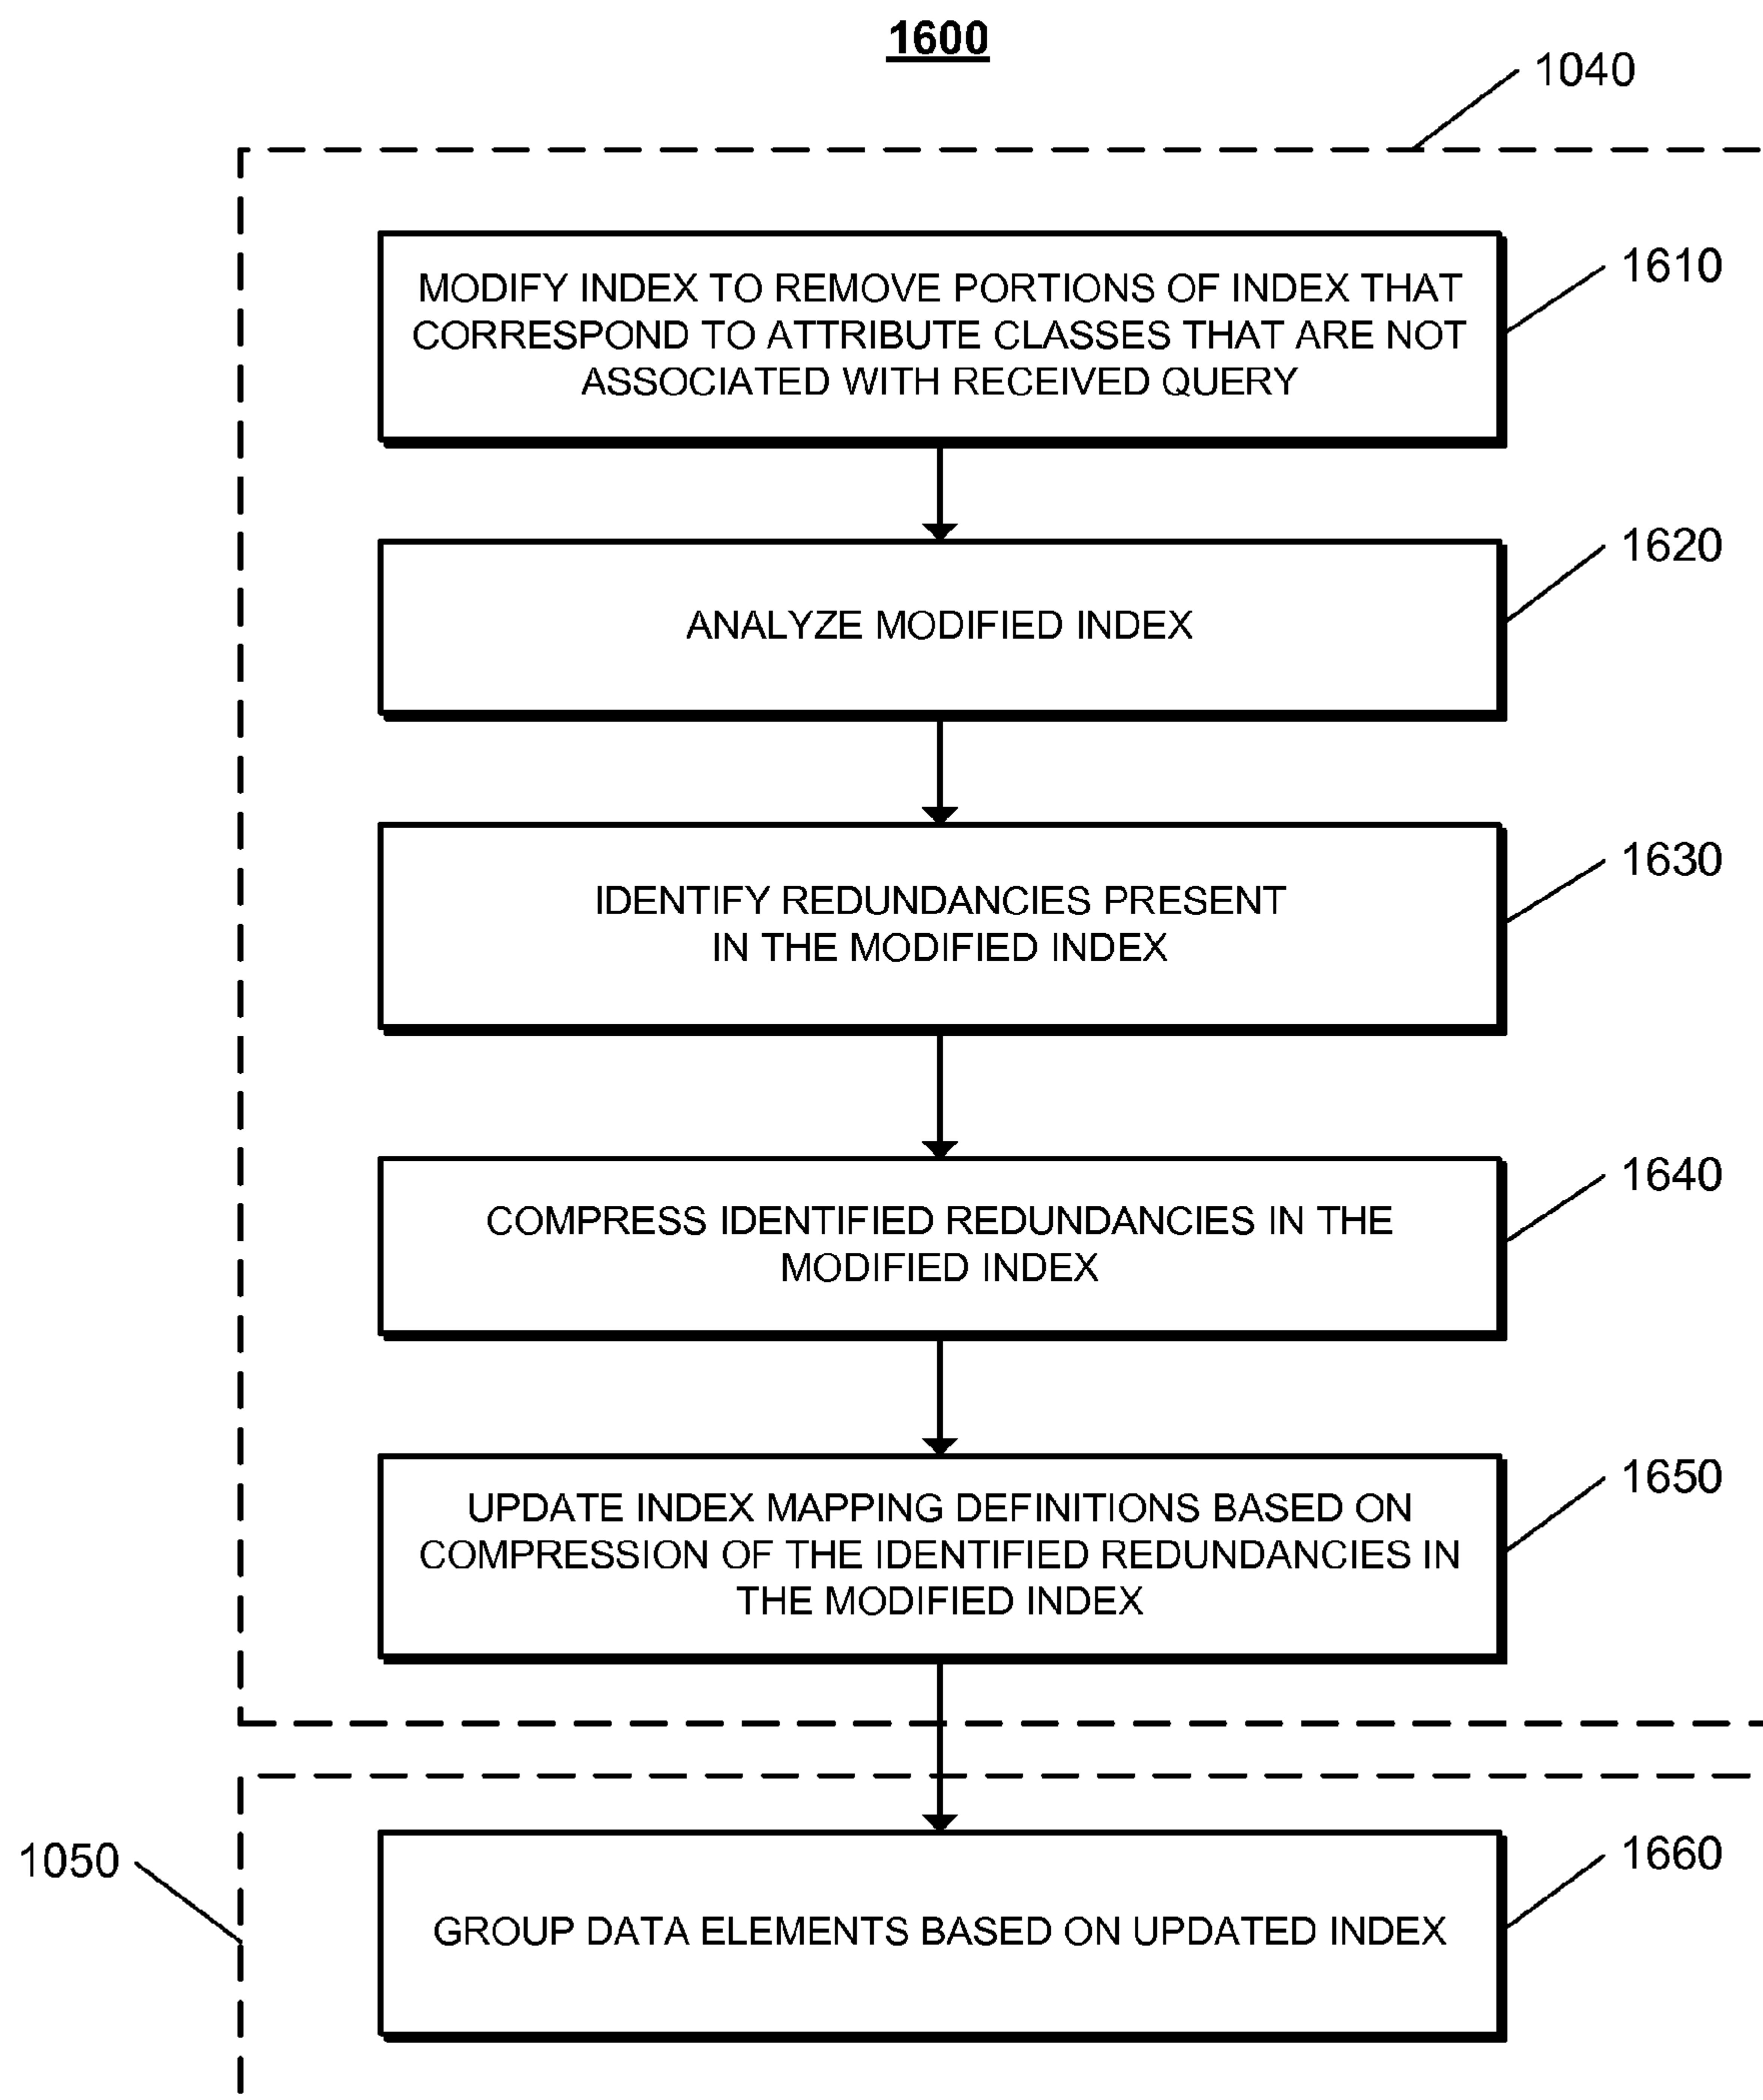 1600
1040
MODIFY INDEX TO REMOVE PORTIONS OF INDEX THAT
CORRESPOND TO ATTRIBUTE CLASSES THAT ARE NOT
ASSOCIATED WITH RECEIVED QUERY
1610
ANALYZE MODIFIED INDEX
1620
IDENTIFY REDUNDANCIES PRESENT
IN THE MODIFIED INDEX
1630
COMPRESS IDENTIFIED REDUNDANCIES IN THE
MODIFIED INDEX
1640
UPDATE INDEX MAPPING DEFINITIONS BASED ON
COMPRESSION OF THE IDENTIFIED REDUNDANCIES IN
THE MODIFIED INDEX
1650
1050
GROUP DATA ELEMENTS BASED ON UPDATED INDEX
1660